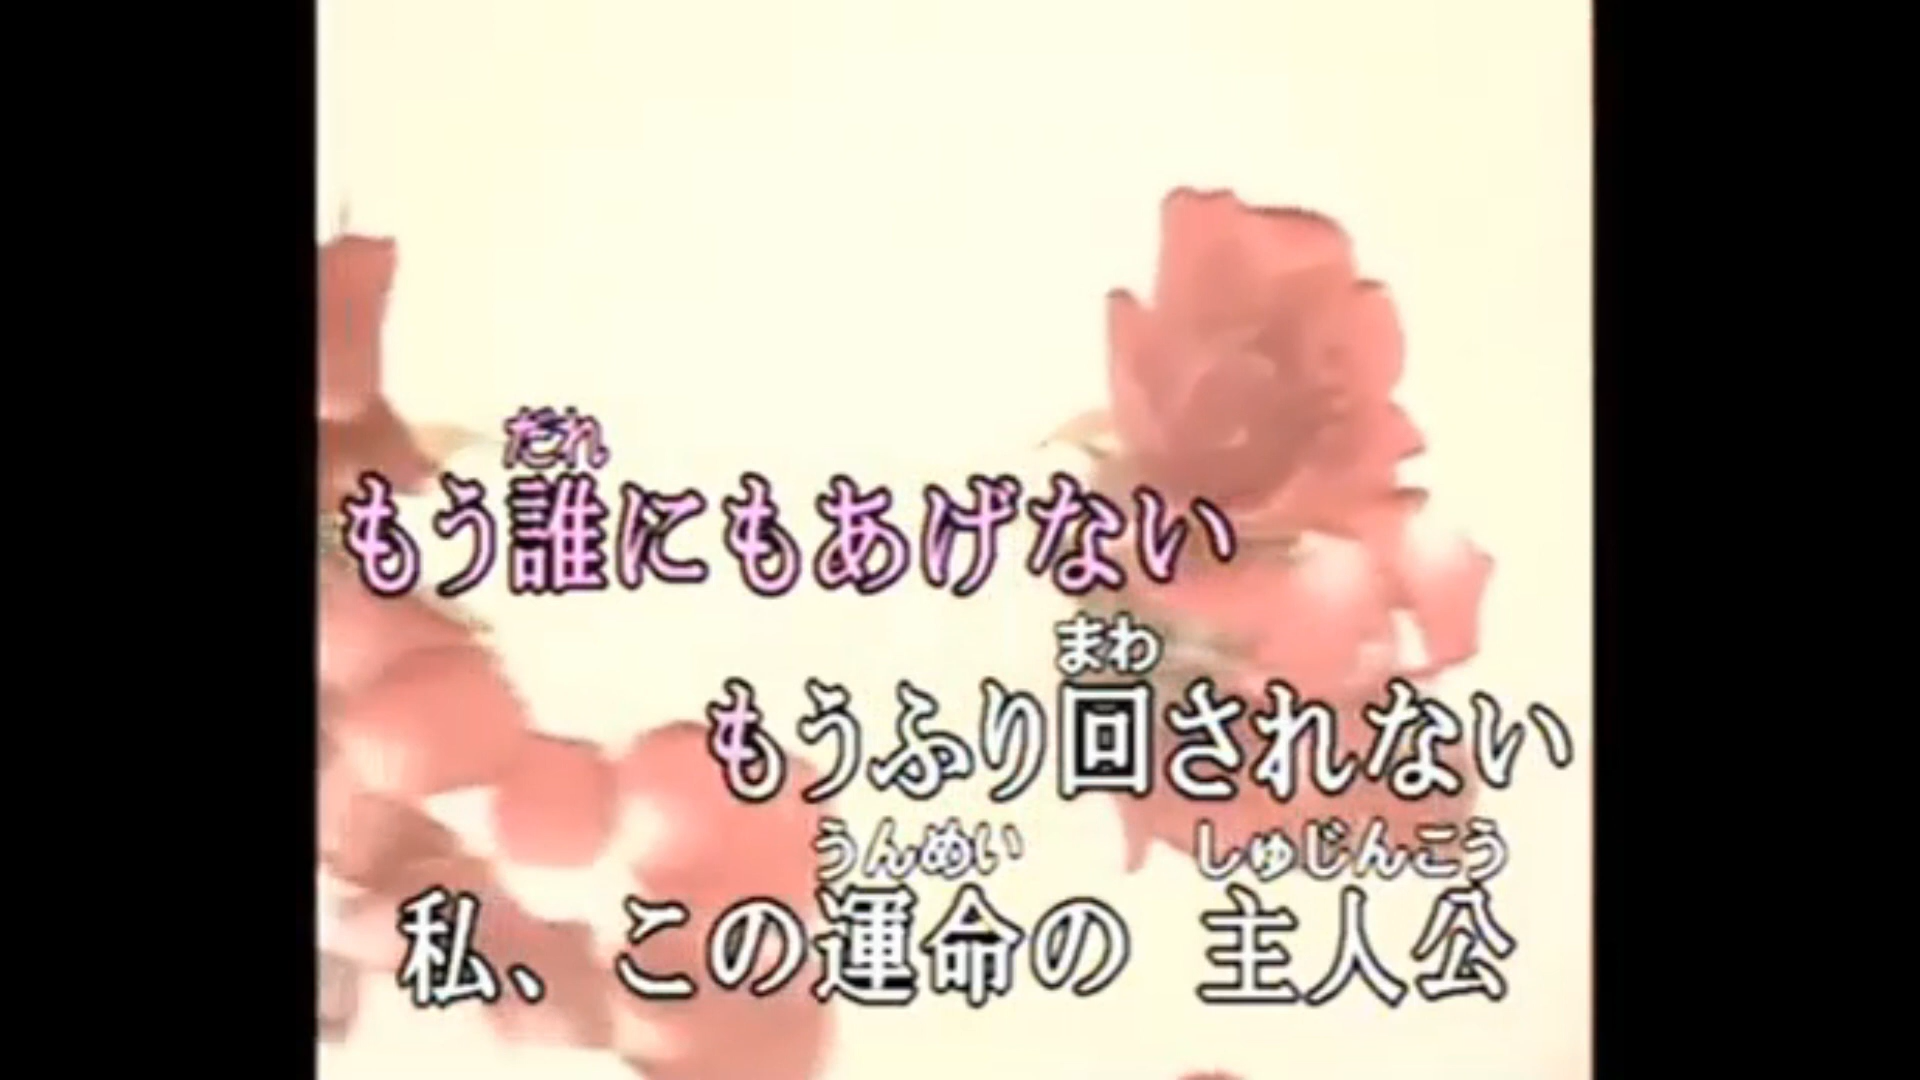 だれ
もう誰にもあげない
まわ
もうふり回されない
うんめい しゅじんこう
私、この運命の 主人公